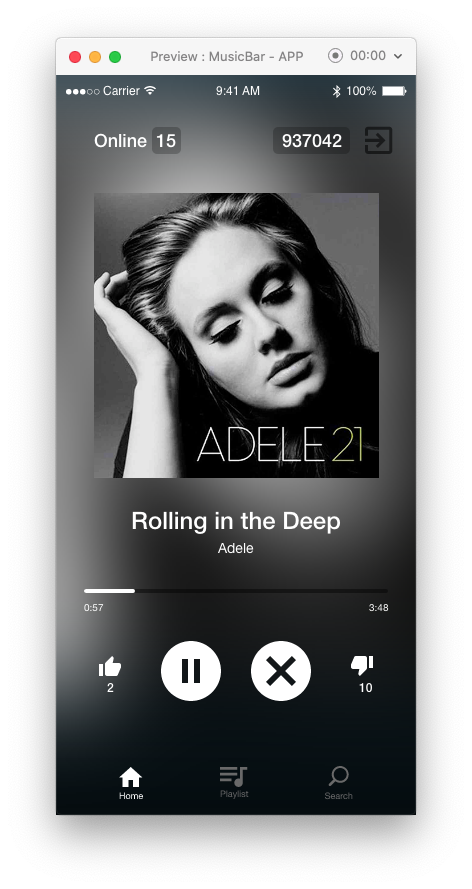 Preview : MusicBar - APP 00:00
Carrier 9:41 AM 100%
Online 15 937042
ADELE 21
Rolling in the Deep
Adele
0:57 3:48
2 10
Home Playlist Search